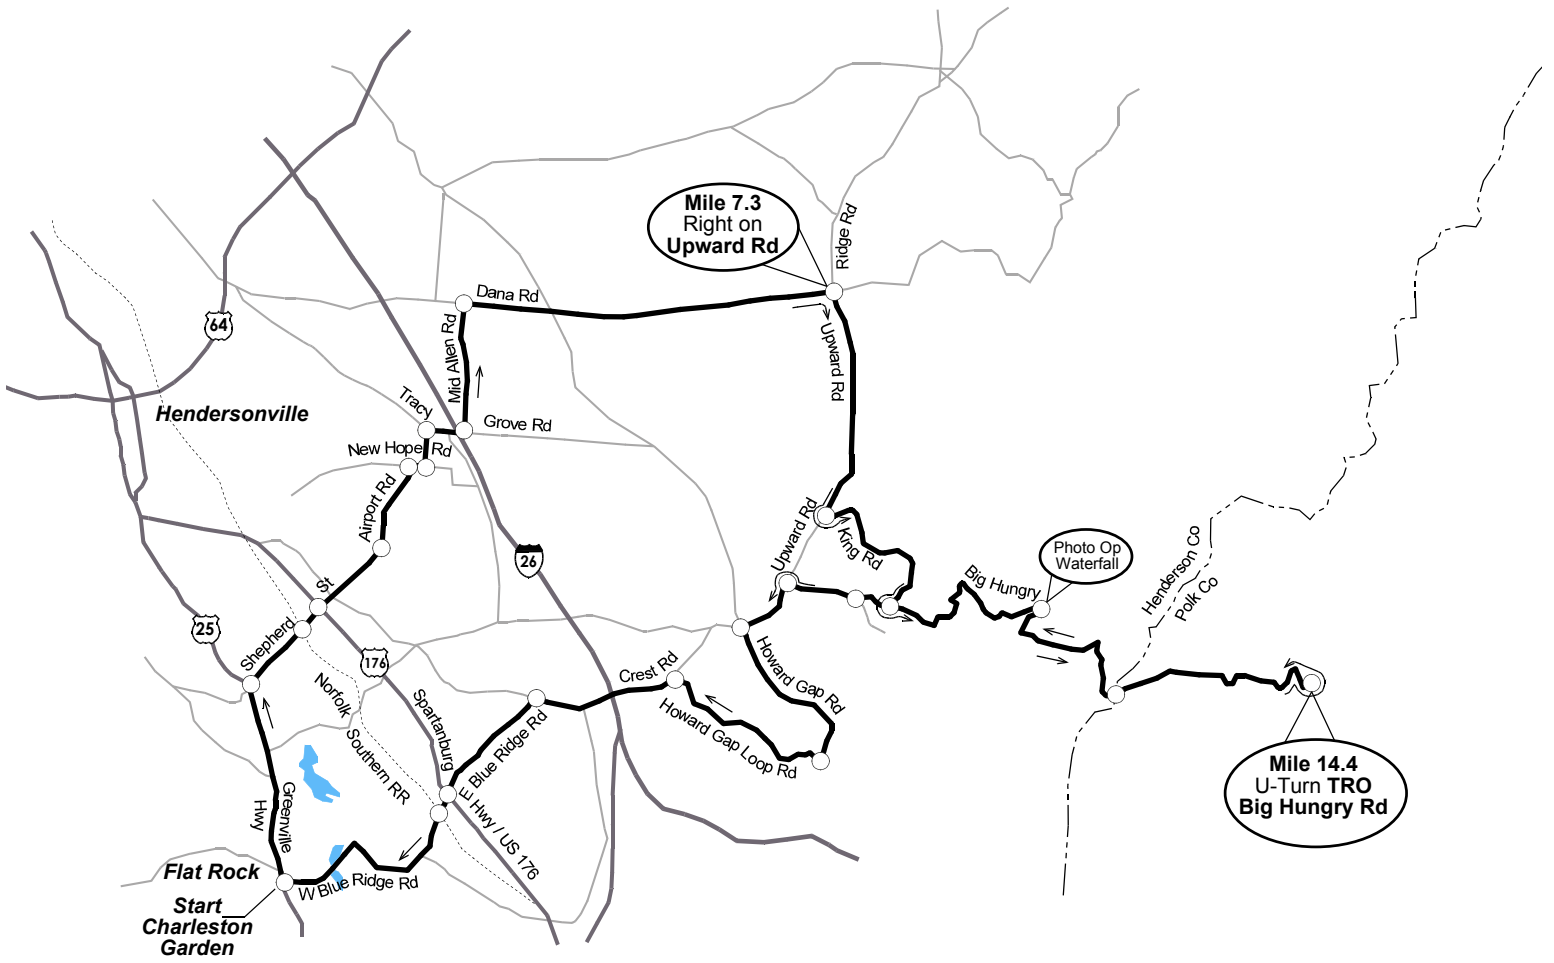 Mile 7.3
Right on
Upward Rd
Ridge Rd
Dana Rd
64
Mid Allen Rd
Upward Rd
Hendersonville
Tracy
Grove Rd
New Hope Rd
Airport Rd
Upward Rd
King Rd
26
Photo Op
Waterfall
Big Hungry
Henderson Co
Polk Co
St
Shepherd
25
176
Crest Rd
Howard Gap Rd
Norfolk Southern RR
Spartanburg Hwy / US 176
Howard Gap Loop Rd
E Blue Ridge Rd
Mile 14.4
U-Turn TRO
Big Hungry Rd
Greenville
Hwy
Flat Rock
W Blue Ridge Rd
Start
Charleston
Garden